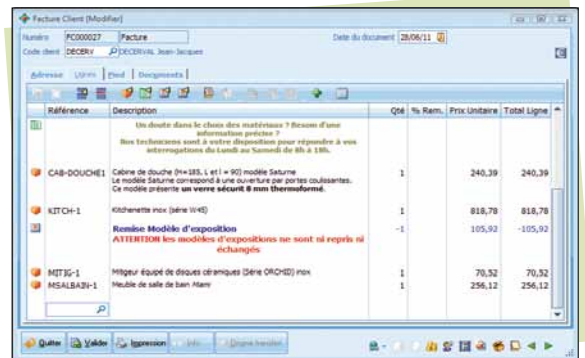 Facture Client [Modifier]
Numéro FC000027 Facture Date du document 28/06/11
Code client DECERV DECERVAL Jean-Jacques
Adresse Lignes Pied Documents
Référence Description Qté % Rem. Prix Unitaire Total Ligne
Un doute dans le choix des matériaux ? Besoin d'une
information précise ?
Nos techniciens sont à votre disposition pour répondre à vos
interrogations du Lundi au Samedi de 8h à 18h.
CAB-DOUCHE1 Cabine de douche (H=185, L et l = 90) modèle Saturne 1 240,39 240,39
Le modèle Saturne correspond à une ouverture par portes coulissantes.
Ce modèle présente un verre sécurit 8 mm thermoformé.
KITCH-1 Kitchenette inox (série W45) 1 818,78 818,78
Remise Modèle d'exposition -1 105,92 -105,92
ATTENTION les modèles d'expositions ne sont ni repris ni
échangés
MITIG-1 Mitigeur équipé de disques céramiques (Série ORCHID) inox 1 70,52 70,52
MSALBAIN-1 Meuble de salle de bain Miami 1 256,12 256,12
Quitter Valider Impression Info